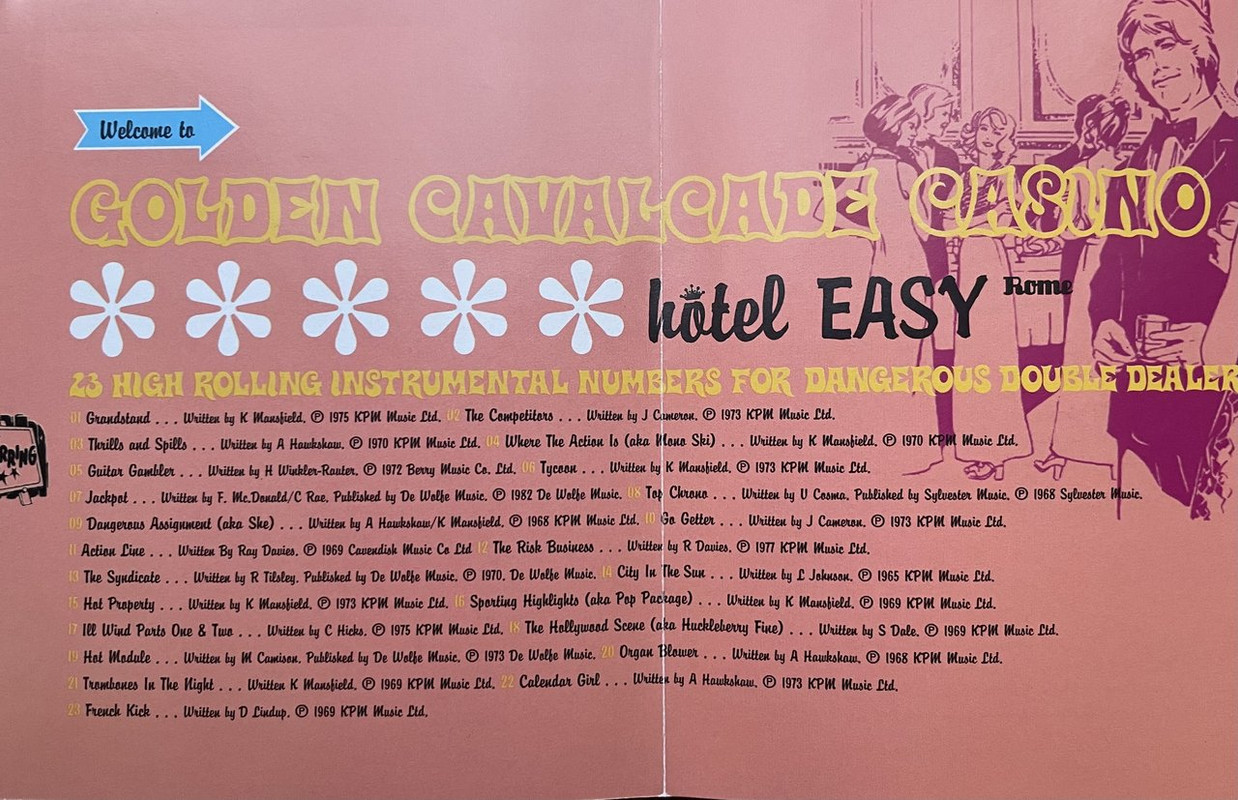 Welcome to
GOLDEN CAVALCADE CASINO
hôtel EASY Rome
23 HIGH ROLLING INSTRUMENTAL NUMBERS FOR DANGEROUS DOUBLE DEALER
01 Grandstand . . . Written by K Mansfield. ℗ 1975 KPM Music Ltd. 02 The Competitors . . . Written by J Cameron. ℗ 1973 KPM Music Ltd.
03 Thrills and Spills . . . Written by A Hawkshaw. ℗ 1970 KPM Music Ltd. 04 Where The Action Is (aka Mono Ski) . . . Written by K Mansfield. ℗ 1970 KPM Music Ltd.
05 Guitar Gambler . . . Written by H Winkler-Rauter. ℗ 1972 Berry Music Co. Ltd. 06 Tycoon . . . Written by K Mansfield. ℗ 1973 KPM Music Ltd.
07 Jackpot . . . Written by F. Mc.Donald/C Rae. Published by De Wolfe Music. ℗ 1982 De Wolfe Music. 08 Top Chrono . . . Written by V Cosma. Published by Sylvester Music. ℗ 1968 Sylvester Music.
09 Dangerous Assignment (aka She) . . . Written by A Hawkshaw/K Mansfield. ℗ 1968 KPM Music Ltd. 10 Go Getter . . . Written by J Cameron. ℗ 1973 KPM Music Ltd.
11 Action Line . . . Written By Ray Davies. ℗ 1969 Cavendish Music Co Ltd 12 The Risk Business . . . Written by R Davies. ℗ 1977 KPM Music Ltd.
13 The Syndicate . . . Written by R Tilsley. Published by De Wolfe Music. ℗ 1970. De Wolfe Music. 14 City In The Sun . . . Written by L Johnson. ℗ 1965 KPM Music Ltd.
15 Hot Property . . . Written by K Mansfield. ℗ 1973 KPM Music Ltd. 16 Sporting Highlights (aka Pop Package) . . . Written by K Mansfield. ℗ 1969 KPM Music Ltd.
17 Ill Wind Parts One & Two . . . Written by C Hicks. ℗ 1975 KPM Music Ltd. 18 The Hollywood Scene (aka Huckleberry Fine) . . . Written by S Dale. ℗ 1969 KPM Music Ltd.
19 Hot Module . . . Written by M Camison. Published by De Wolfe Music. ℗ 1973 De Wolfe Music. 20 Organ Blower . . . Written by A Hawkshaw. ℗ 1968 KPM Music Ltd.
21 Trombones In The Night . . . Written K Mansfield. ℗ 1969 KPM Music Ltd. 22 Calendar Girl . . . Written by A Hawkshaw. ℗ 1973 KPM Music Ltd.
23 French Kick . . . Written by D Lindup. ℗ 1969 KPM Music Ltd.